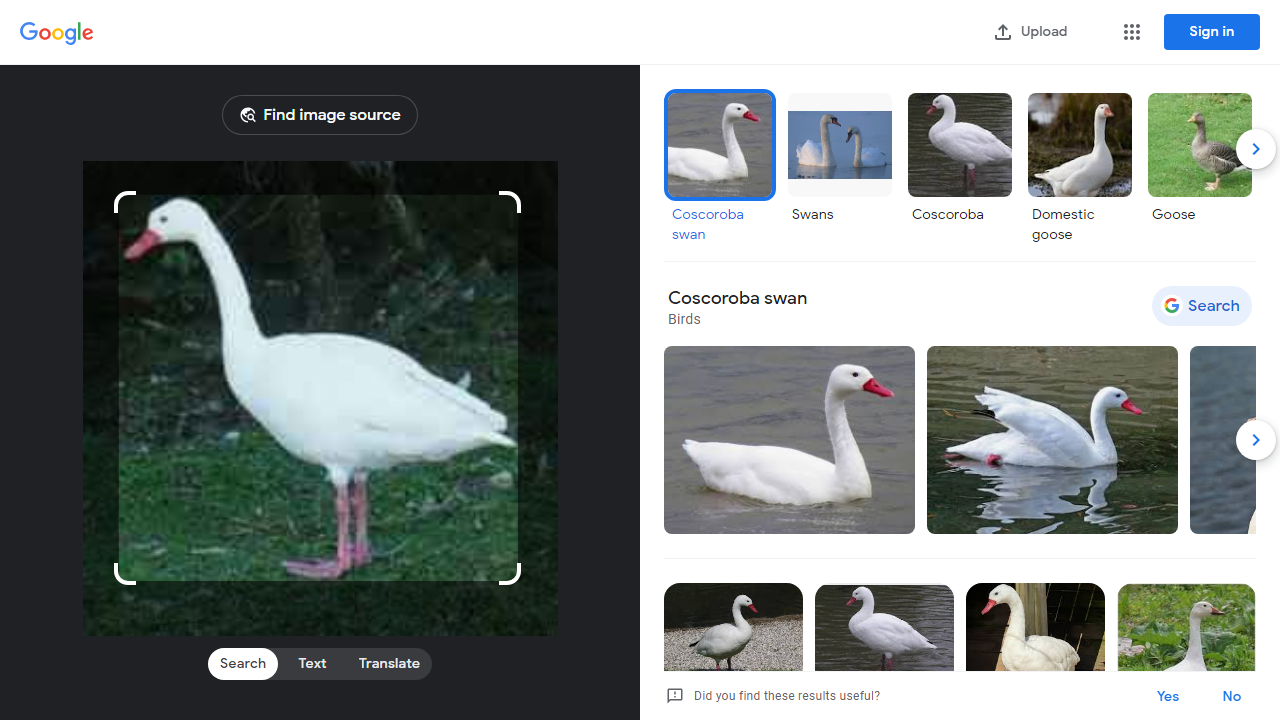 Google
Upload
Sign in
Find image source
Search
Text
Translate
Coscoroba
swan
Swans
Coscoroba
Domestic
goose
Goose
Coscoroba swan
Birds
Search
Did you find these results useful?
Yes
No